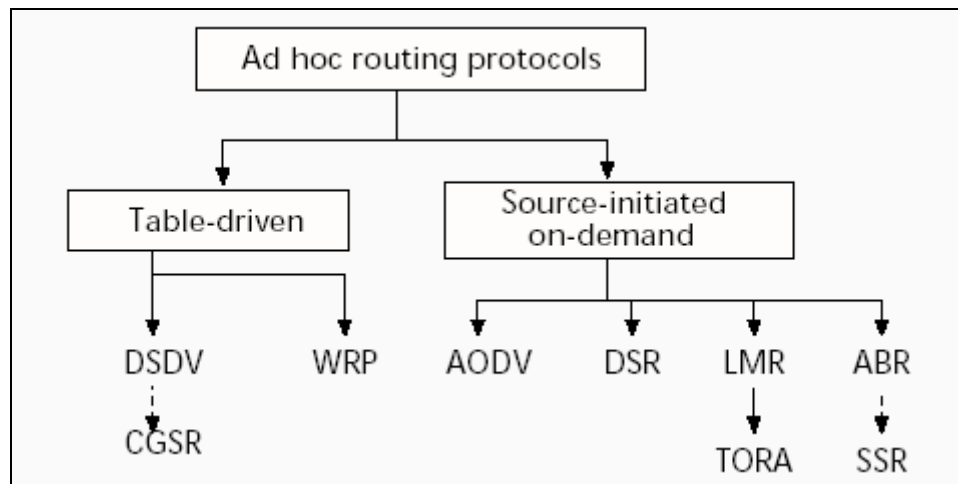 Ad hoc routing protocols
Table-driven
Source-initiated
on-demand
DSDV
WRP
AODV
DSR
LMR
ABR
CGSR
TORA
SSR